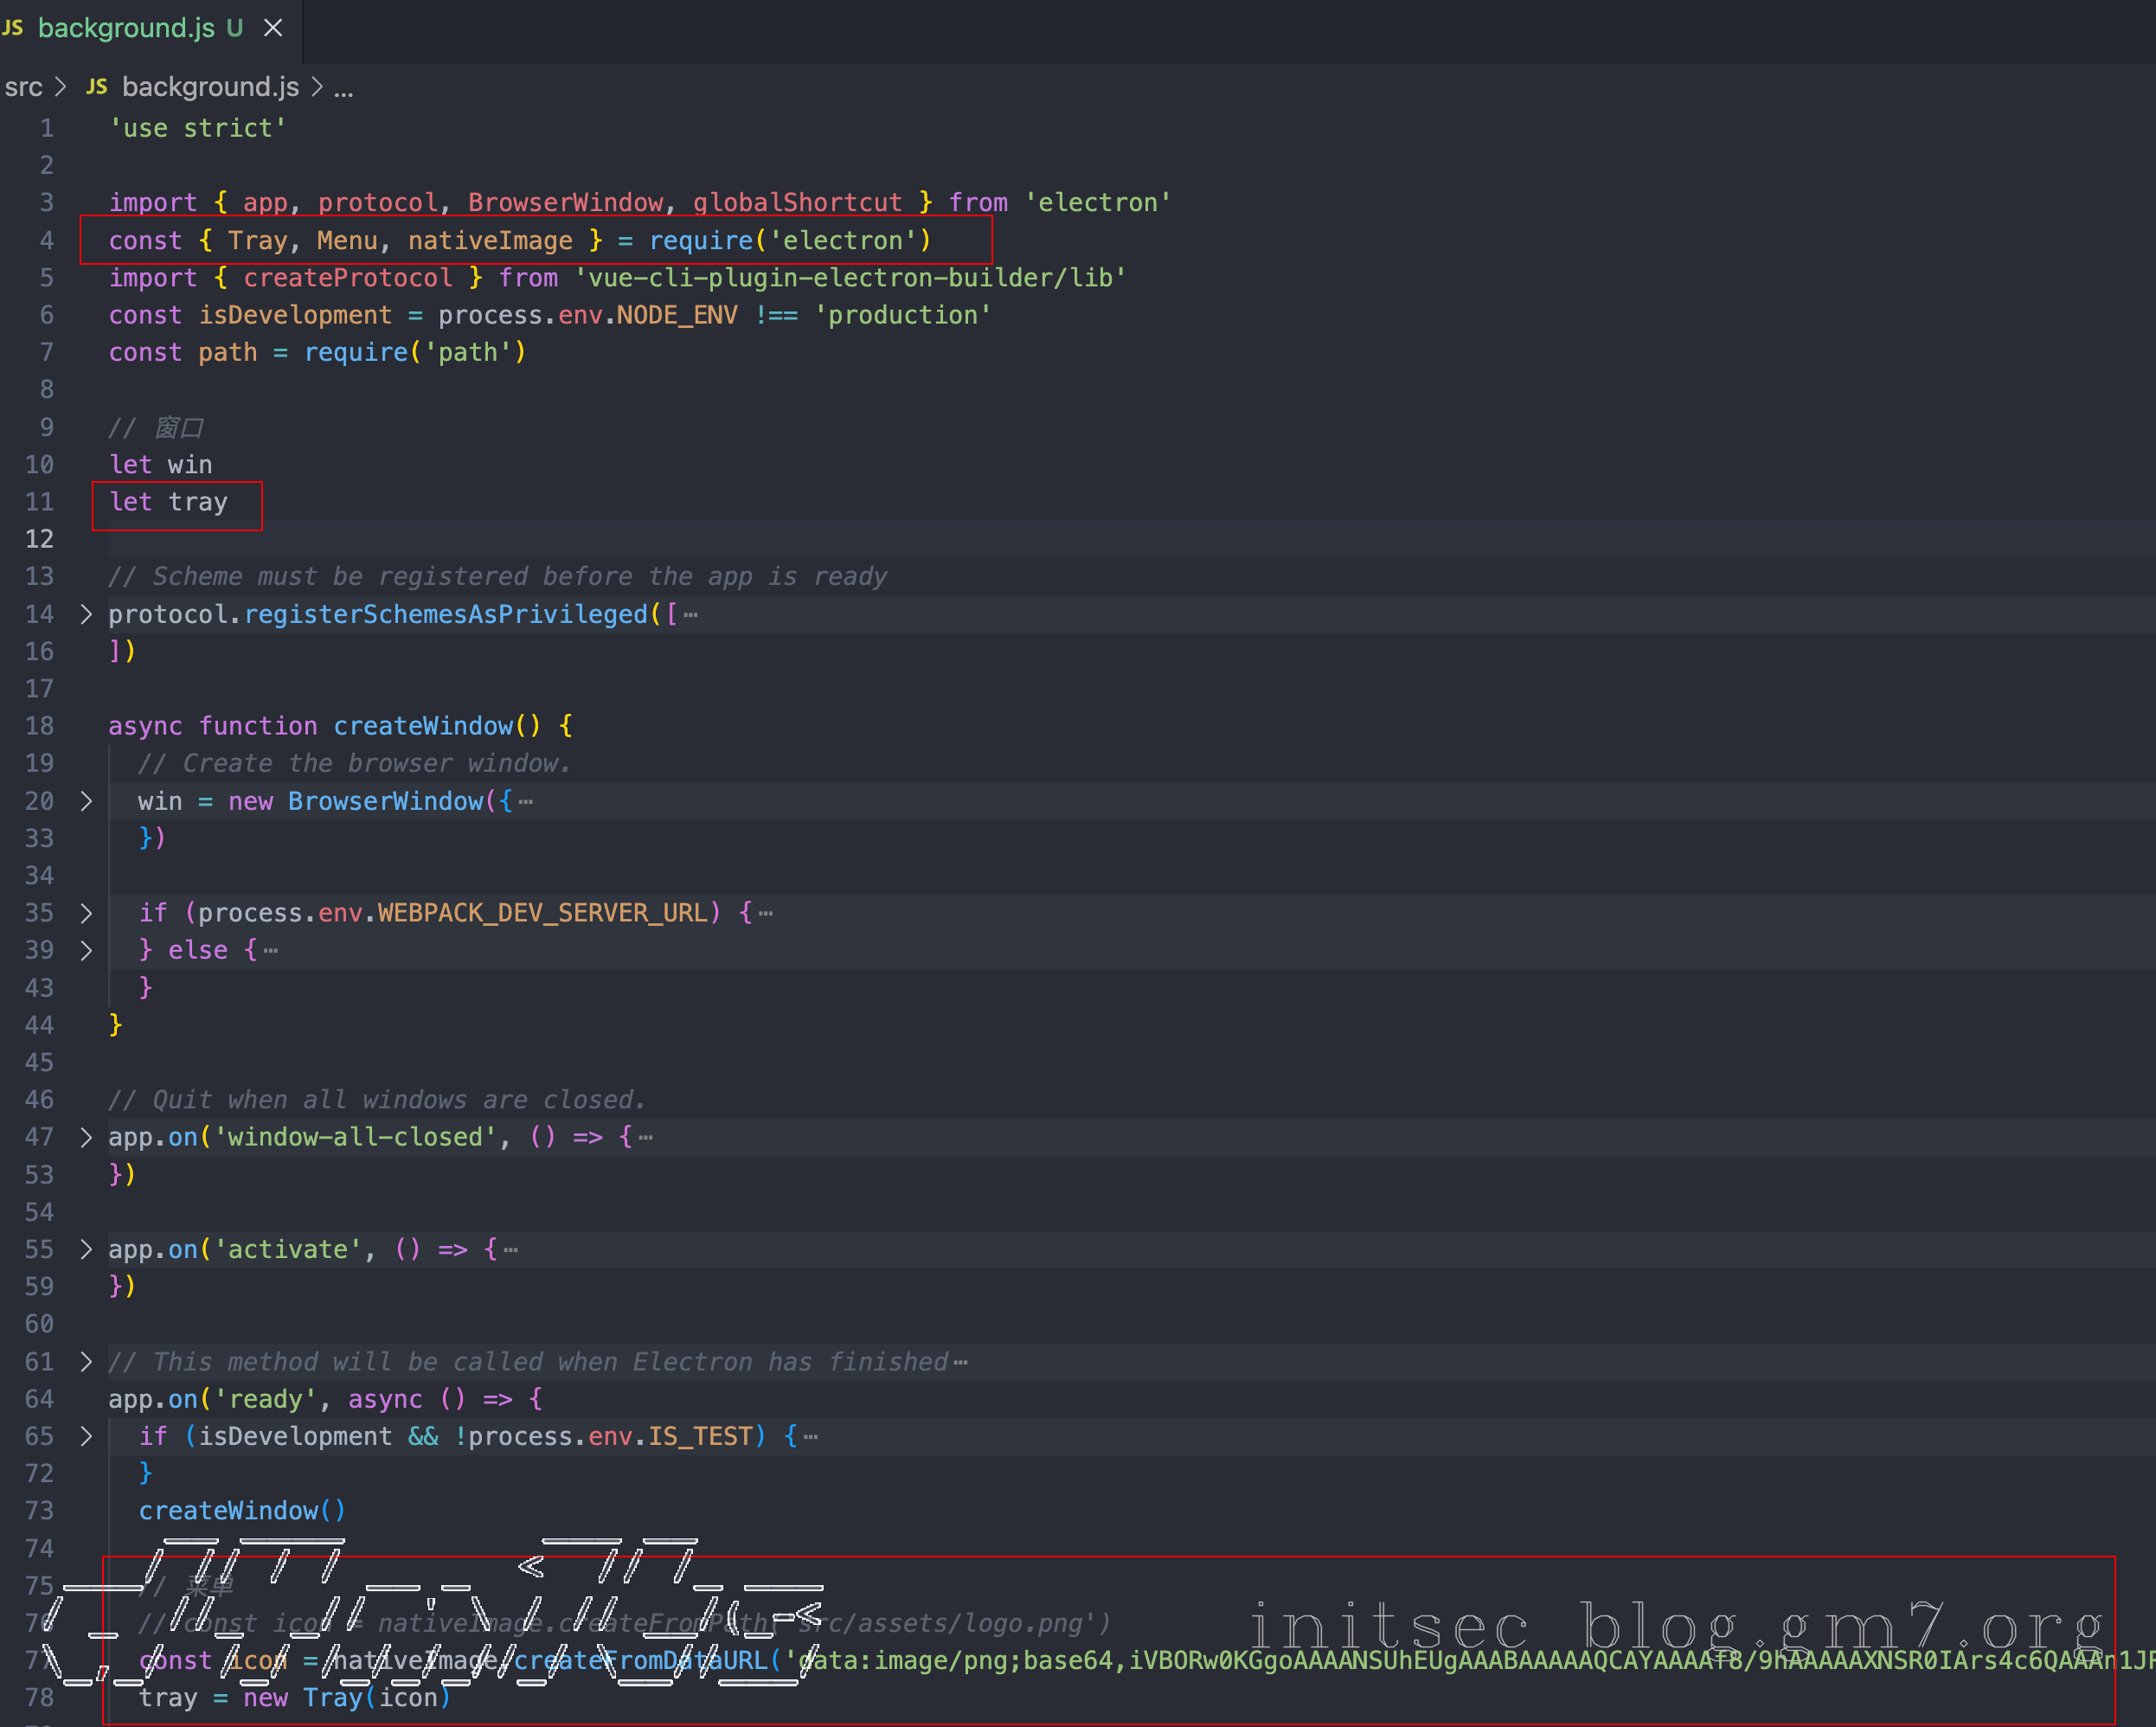 JS background.js U ×
src > JS background.js > ...
1 'use strict'
2
3 import { app, protocol, BrowserWindow, globalShortcut } from 'electron'
4 const { Tray, Menu, nativeImage } = require('electron')
5 import { createProtocol } from 'vue-cli-plugin-electron-builder/lib'
6 const isDevelopment = process.env.NODE_ENV !== 'production'
7 const path = require('path')
8
9 // 窗口
10 let win
11 let tray
12
13 // Scheme must be registered before the app is ready
14 > protocol.registerSchemesAsPrivileged([ ⋯
16 ])
17
18 async function createWindow() {
19 // Create the browser window.
20 > win = new BrowserWindow({ ⋯
33 })
34
35 > if (process.env.WEBPACK_DEV_SERVER_URL) { ⋯
39 > } else { ⋯
43 }
44 }
45
46 // Quit when all windows are closed.
47 > app.on('window-all-closed', () => { ⋯
53 })
54
55 > app.on('activate', () => { ⋯
59 })
60
61 > // This method will be called when Electron has finished ⋯
64 app.on('ready', async () => {
65 > if (isDevelopment && !process.env.IS_TEST) { ⋯
72 }
73 createWindow()
74
75 // 菜单
76 // const icon = nativeImage.createFromPath('src/assets/logo.png')
initsec blog.gm7.org
77 const icon = nativeImage.createFromDataURL('data:image/png;base64,iVBORw0KGgoAAAANSUhEUgAAABAAAAAQCAYAAAAf8/9hAAAAAXNSR0IArs4c6QAAAn1JR
78 tray = new Tray(icon)